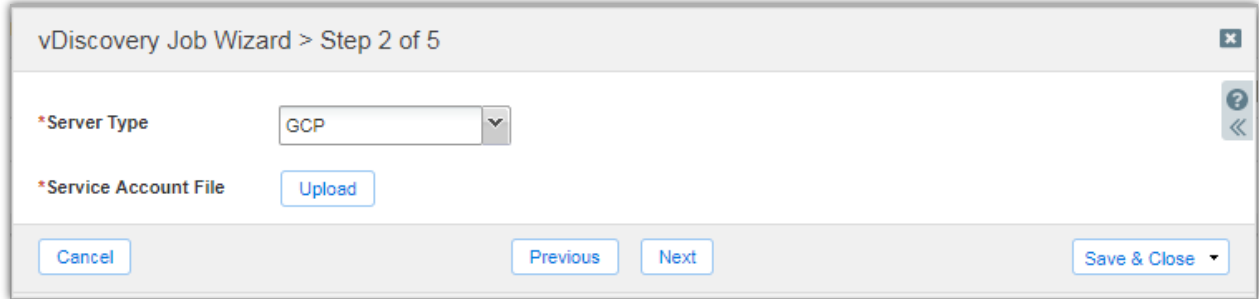 vDiscovery Job Wizard > Step 2 of 5
*Server Type GCP
*Service Account File Upload
Cancel Previous Next Save & Close